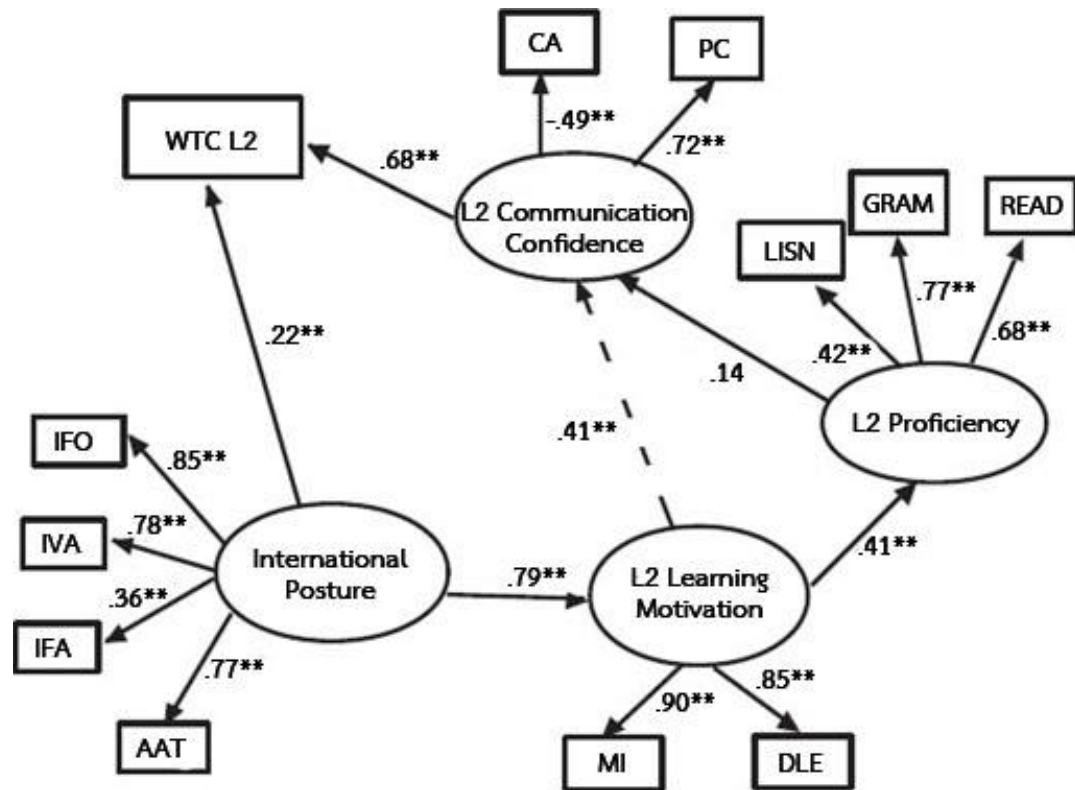 CA
PC
WTC L2
-.49**
.72**
.68**
L2 Communication
Confidence
GRAM
READ
LISN
.77**
.68**
.42**
.22**
.14
L2 Proficiency
.41**
IFO
.85**
IVA
.78**
International
Posture
.79**
L2 Learning
Motivation
.41**
.36**
IFA
.77**
AAT
.90**
.85**
MI
DLE